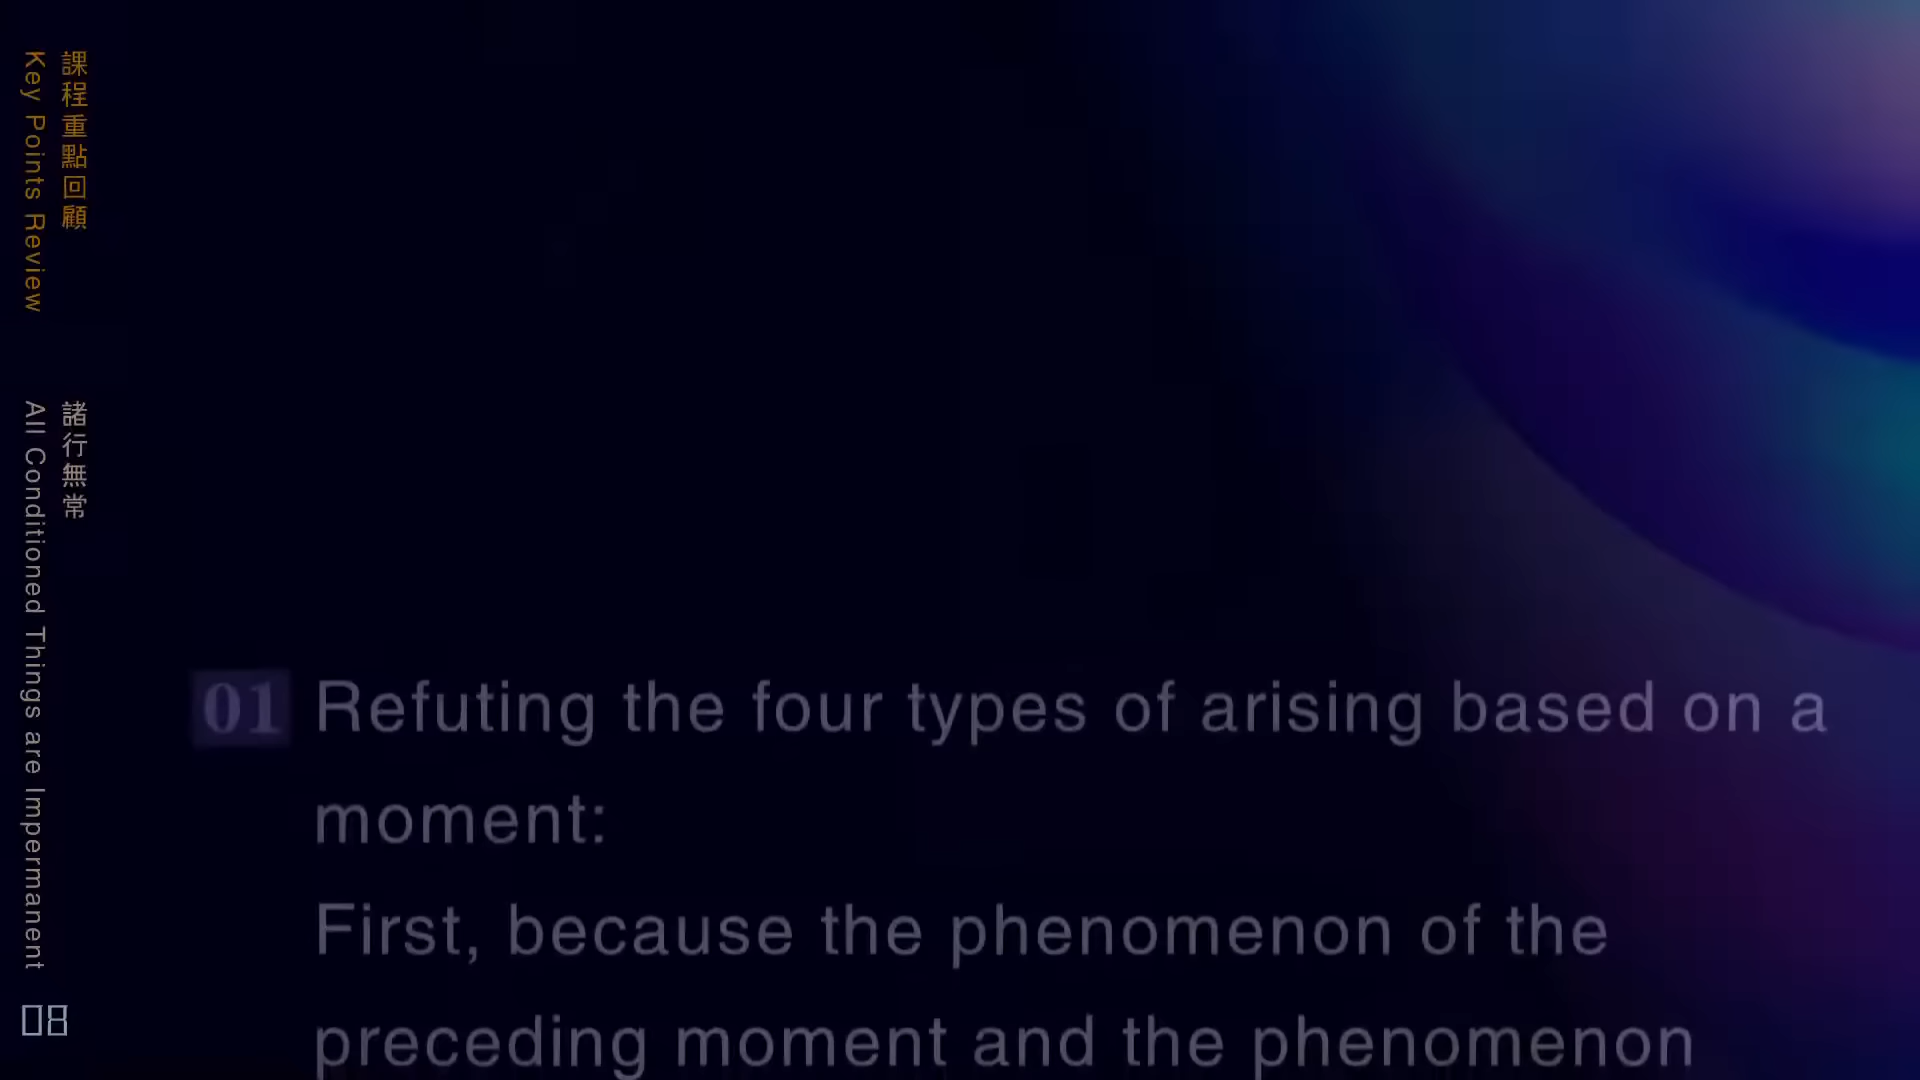 課程重點回顧
Key Points Review
諸行無常
All Conditioned Things are Impermanent
08
01 Refuting the four types of arising based on a
moment:
First, because the phenomenon of the
preceding moment and the phenomenon